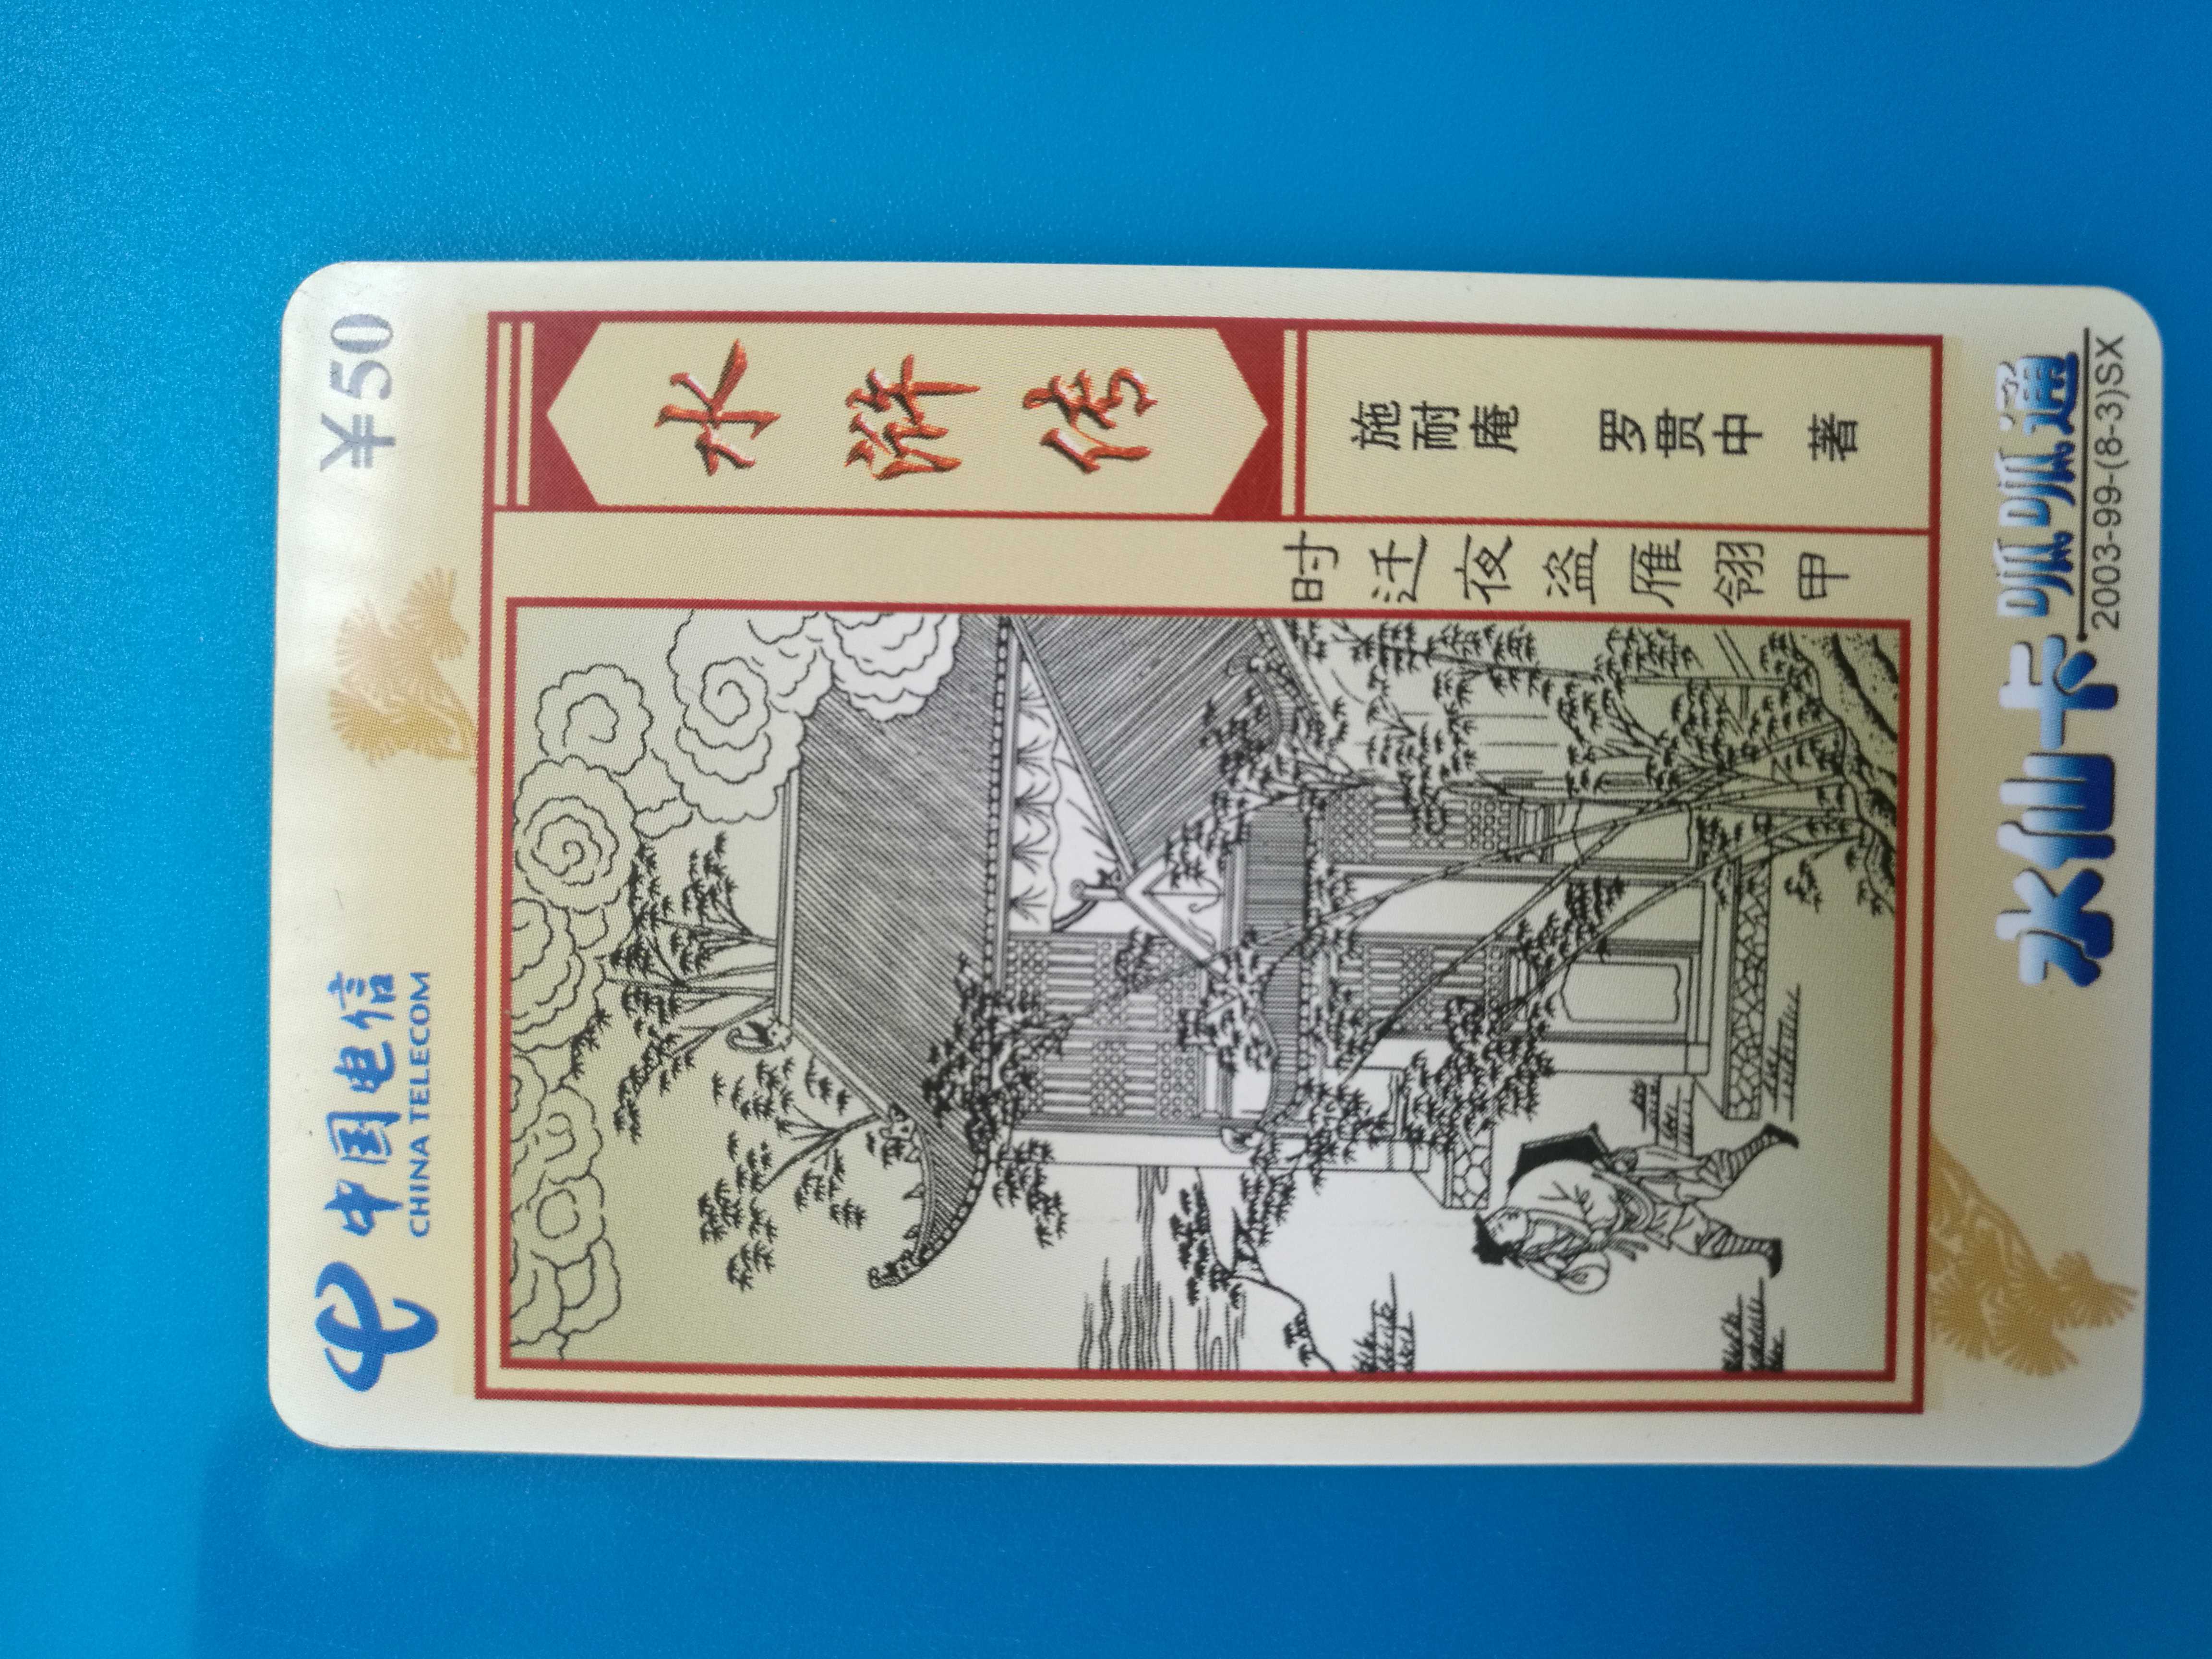 中国电信
CHINA TELECOM
¥50
水浒传
施耐庵 罗贯中 著
时迁夜盗雁翎甲
水仙卡呱呱通
2003-99-(8-3)SX